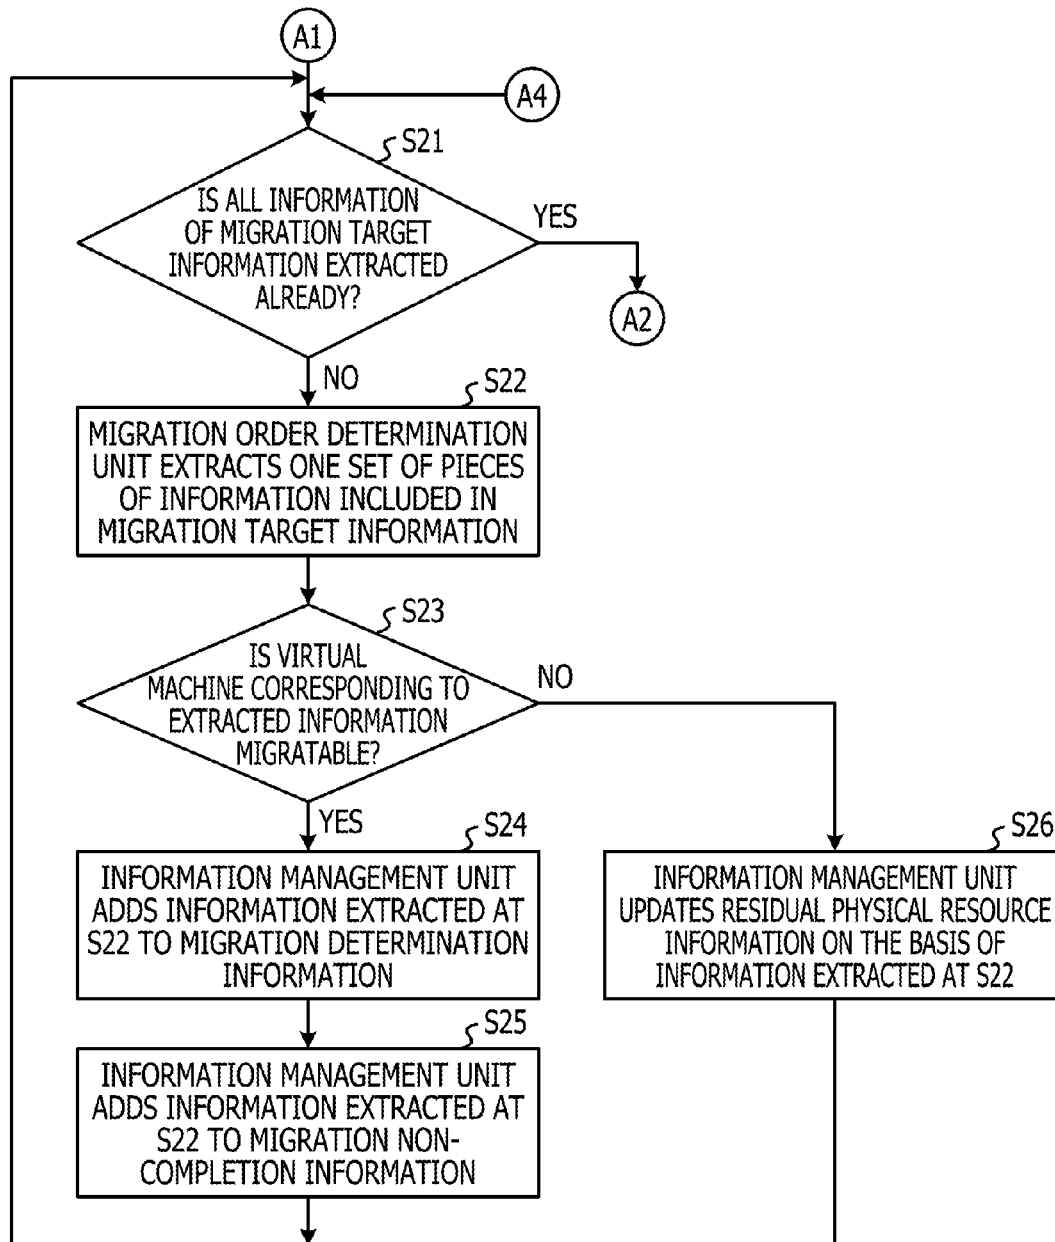 A1
A4
S21
IS ALL INFORMATION
OF MIGRATION TARGET
INFORMATION EXTRACTED
ALREADY?
YES
A2
NO
S22
MIGRATION ORDER DETERMINATION
UNIT EXTRACTS ONE SET OF PIECES
OF INFORMATION INCLUDED IN
MIGRATION TARGET INFORMATION
S23
IS VIRTUAL
MACHINE CORRESPONDING TO
EXTRACTED INFORMATION
MIGRATABLE?
NO
YES
S24
INFORMATION MANAGEMENT UNIT
ADDS INFORMATION EXTRACTED AT
S22 TO MIGRATION DETERMINATION
INFORMATION
S26
INFORMATION MANAGEMENT UNIT
UPDATES RESIDUAL PHYSICAL RESOURCE
INFORMATION ON THE BASIS OF
INFORMATION EXTRACTED AT S22
S25
INFORMATION MANAGEMENT UNIT
ADDS INFORMATION EXTRACTED AT
S22 TO MIGRATION NON-
COMPLETION INFORMATION